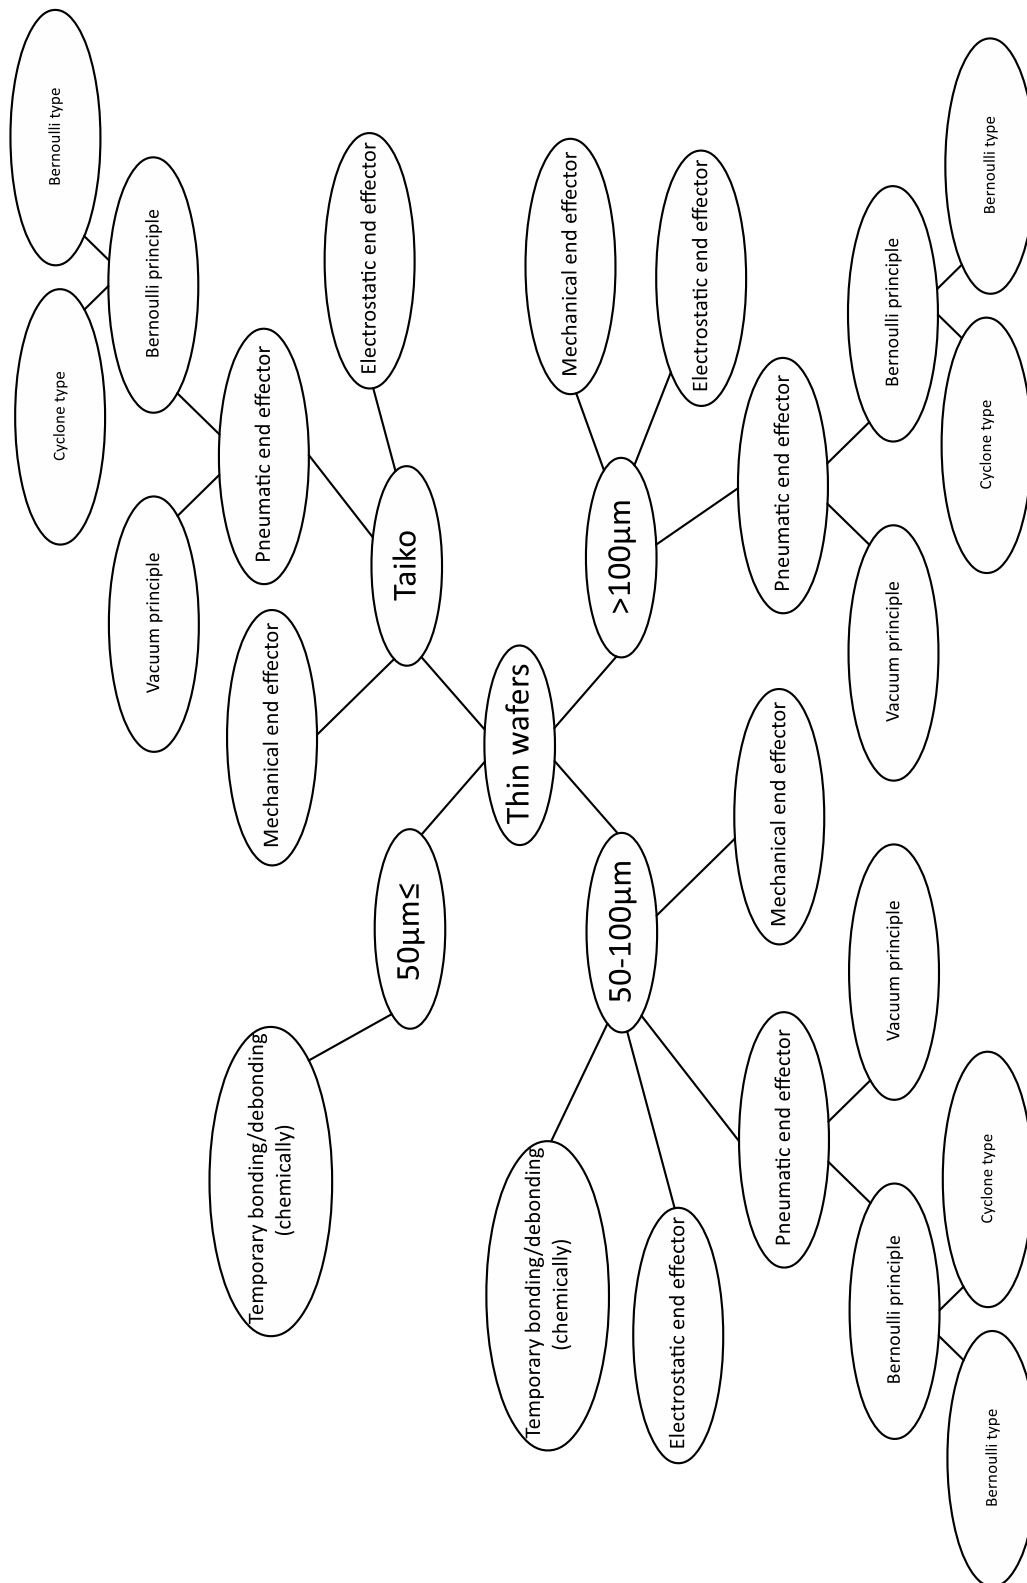 Cyclone type
Bernoulli type
Vacuum principle
Bernoulli principle
Temporary bonding/debonding
(chemically)
Mechanical end effector
Pneumatic end effector
Electrostatic end effector
50µm≤
Taiko
Thin wafers
Temporary bonding/debonding
(chemically)
Mechanical end effector
50-100µm
>100µm
Electrostatic end effector
Electrostatic end effector
Pneumatic end effector
Mechanical end effector
Pneumatic end effector
Bernoulli principle
Vacuum principle
Vacuum principle
Bernoulli principle
Bernoulli type
Cyclone type
Cyclone type
Bernoulli type